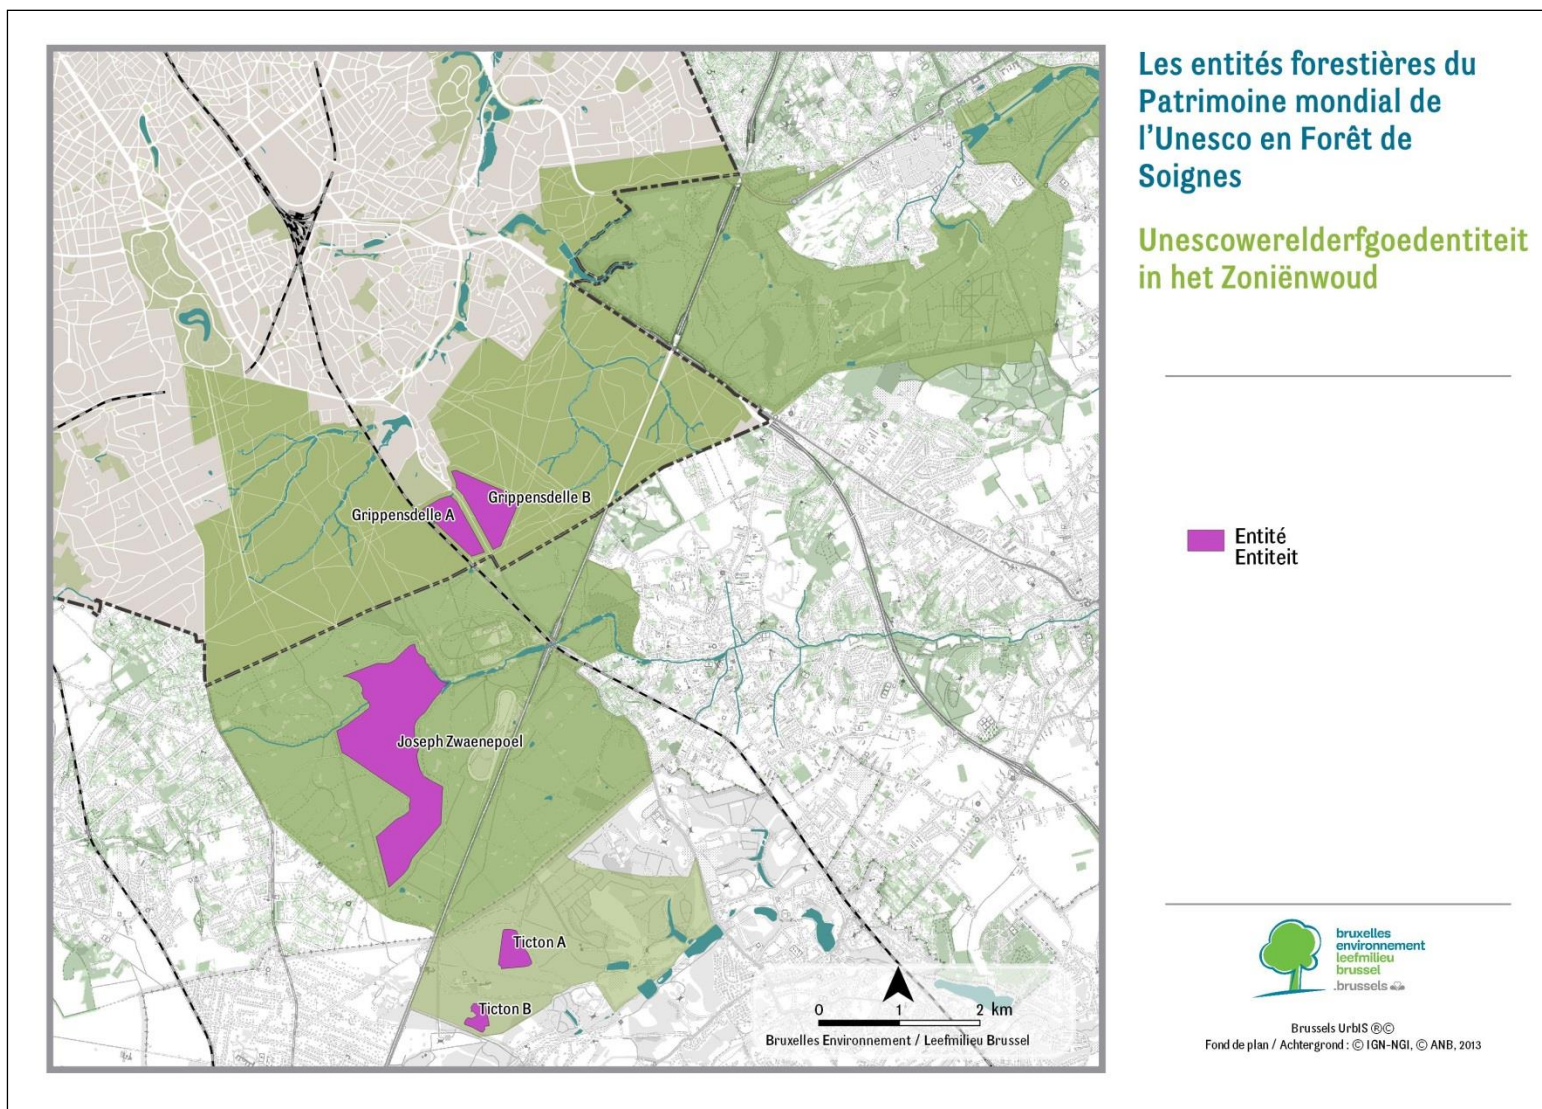 Les entités forestières du
Patrimoine mondial de
l'Unesco en Forêt de
Soignes
Unescowerelderfgoedentiteit
in het Zoniënwoud
Grippensdelle B
Grippensdelle A
Joseph Zwaenepoel
Ticton A
Ticton B
0 1 2 km
Bruxelles Environnement / Leefmilieu Brussel
Entité
Entiteit
bruxelles
environnement
leefmilieu
brussel
.brussels
Brussels UrbIS ®©
Fond de plan / Achtergrond : © IGN-NGI, © ANB, 2013